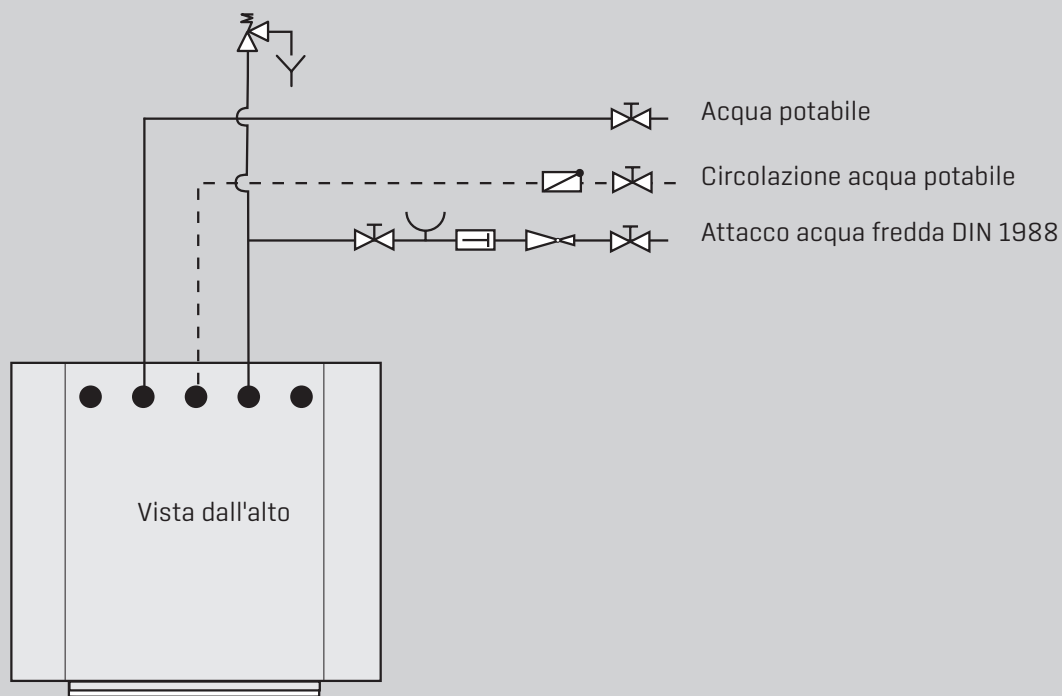 Acqua potabile
Circolazione acqua potabile
Attacco acqua fredda DIN 1988
Vista dall'alto